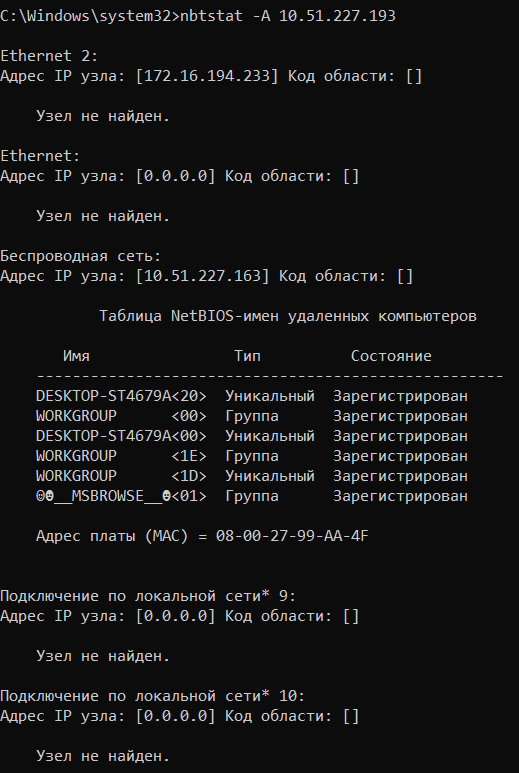 C:\Windows\system32>nbtstat -A 10.51.227.193
Ethernet 2:
Адрес IP узла: [172.16.194.233] Код области: []
Узел не найден.
Ethernet:
Адрес IP узла: [0.0.0.0] Код области: []
Узел не найден.
Беспроводная сеть:
Адрес IP узла: [10.51.227.163] Код области: []
Таблица NetBIOS-имен удаленных компьютеров
Имя Тип Состояние
----------------------------------------------------
DESKTOP-ST4679A<20> Уникальный Зарегистрирован
WORKGROUP <00> Группа Зарегистрирован
DESKTOP-ST4679A<00> Уникальный Зарегистрирован
WORKGROUP <1E> Группа Зарегистрирован
WORKGROUP <1D> Уникальный Зарегистрирован
☺☻__MSBROWSE__☻<01> Группа Зарегистрирован
Адрес платы (MAC) = 08-00-27-99-AA-4F
Подключение по локальной сети* 9:
Адрес IP узла: [0.0.0.0] Код области: []
Узел не найден.
Подключение по локальной сети* 10:
Адрес IP узла: [0.0.0.0] Код области: []
Узел не найден.